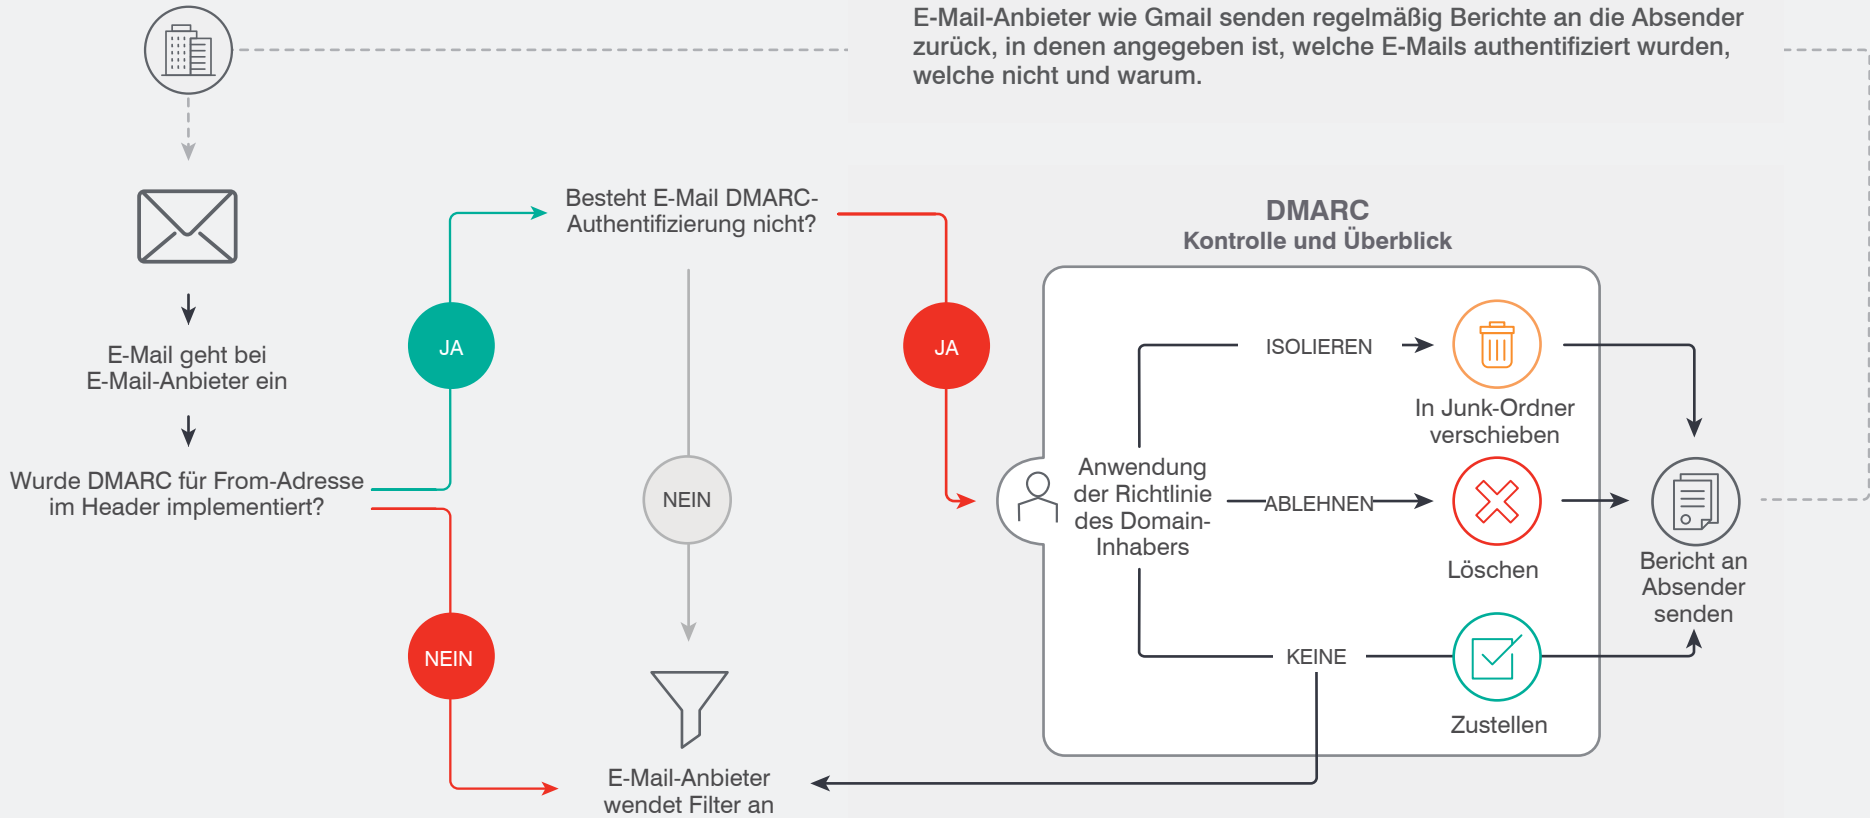 E-Mail-Anbieter wie Gmail senden regelmäßig Berichte an die Absender
zurück, in denen angegeben ist, welche E-Mails authentifiziert wurden,
welche nicht und warum.
E-Mail geht bei
E-Mail-Anbieter ein
Wurde DMARC für From-Adresse
im Header implementiert?
JA
NEIN
Besteht E-Mail DMARC-
Authentifizierung nicht?
NEIN
JA
E-Mail-Anbieter
wendet Filter an
DMARC
Kontrolle und Überblick
Anwendung
der Richtlinie
des Domain-
Inhabers
ISOLIEREN
In Junk-Ordner
verschieben
ABLEHNEN
Löschen
KEINE
Zustellen
Bericht an
Absender
senden